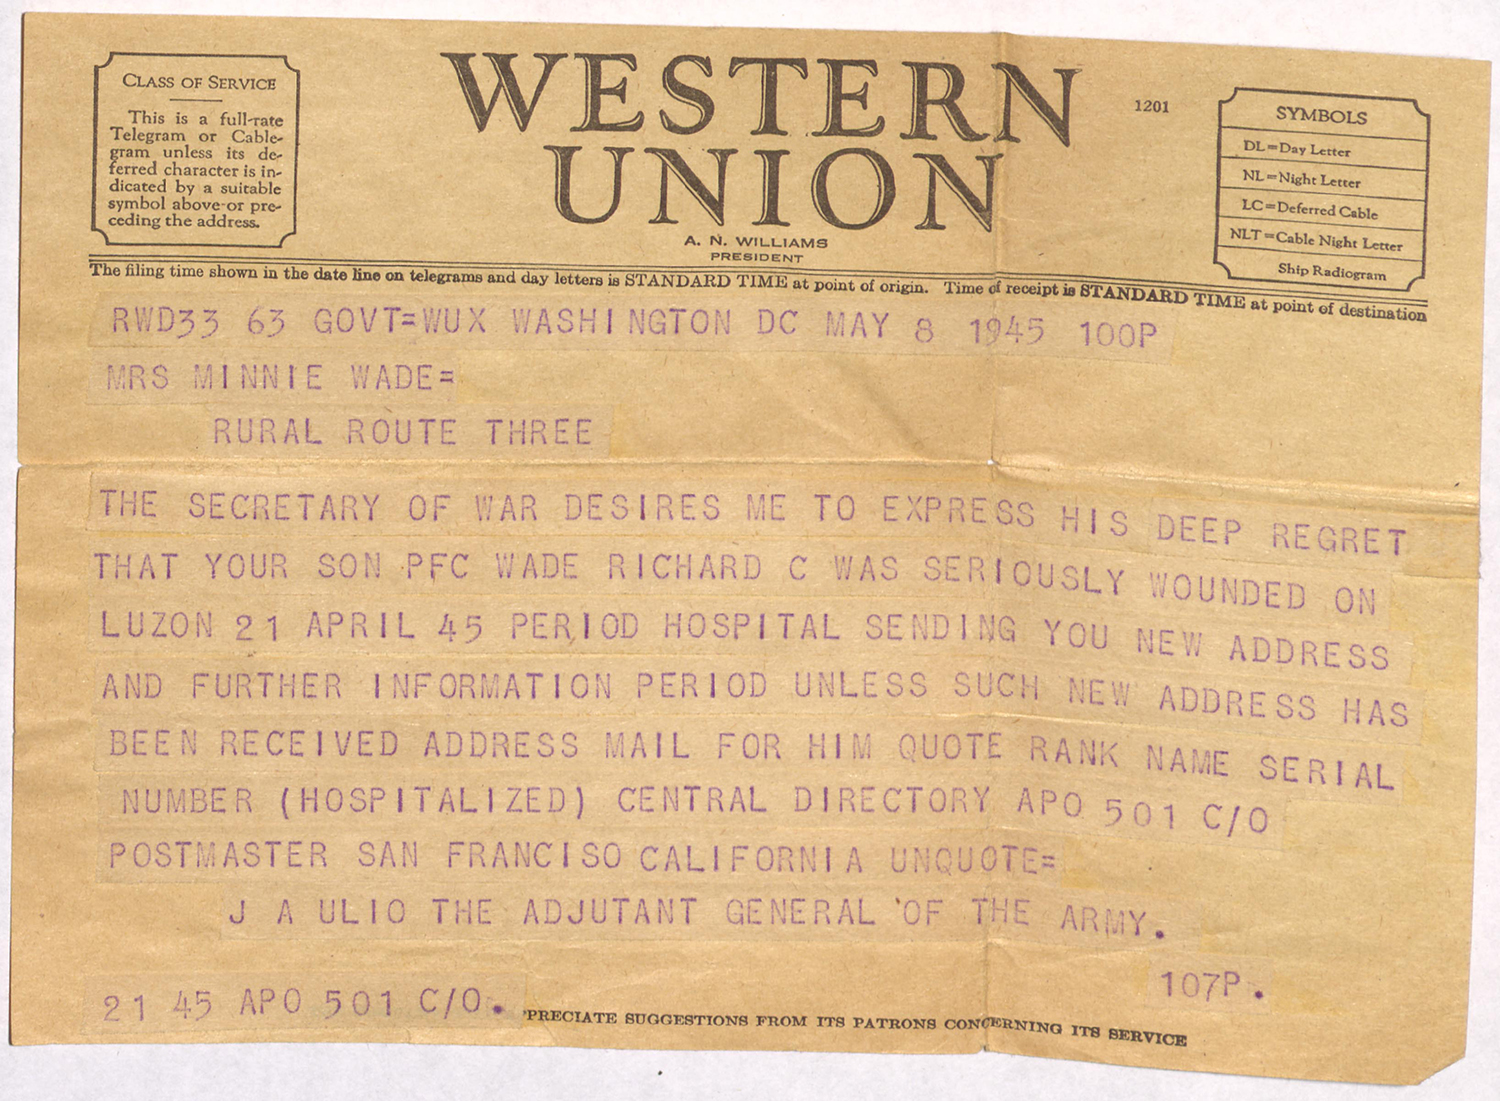 CLASS OF SERVICE
This is a full-rate
Telegram or Cable-
gram unless its de-
ferred character is in-
dicated by a suitable
symbol above or pre-
ceding the address.
WESTERN
UNION
A. N. WILLIAMS
PRESIDENT
1201
SYMBOLS
DL=Day Letter
NL=Night Letter
LC=Deferred Cable
NLT=Cable Night Letter
Ship Radiogram
The filing time shown in the date line on telegrams and day letters is STANDARD TIME at point of origin. Time of receipt is STANDARD TIME at point of destination
RWD33 63 GOVT=WUX WASHINGTON DC MAY 8 1945 100P
MRS MINNIE WADE=
RURAL ROUTE THREE
THE SECRETARY OF WAR DESIRES ME TO EXPRESS HIS DEEP REGRET
THAT YOUR SON PFC WADE RICHARD C WAS SERIOUSLY WOUNDED ON
LUZON 21 APRIL 45 PERIOD HOSPITAL SENDING YOU NEW ADDRESS
AND FURTHER INFORMATION PERIOD UNLESS SUCH NEW ADDRESS HAS
BEEN RECEIVED ADDRESS MAIL FOR HIM QUOTE RANK NAME SERIAL
NUMBER (HOSPITALIZED) CENTRAL DIRECTORY APO 501 C/O
POSTMASTER SAN FRANCISO CALIFORNIA UNQUOTE=
J A ULIO THE ADJUTANT GENERAL OF THE ARMY.
107P.
21 45 APO 501 C/O.
PPRECIATE SUGGESTIONS FROM ITS PATRONS CONCERNING ITS SERVICE